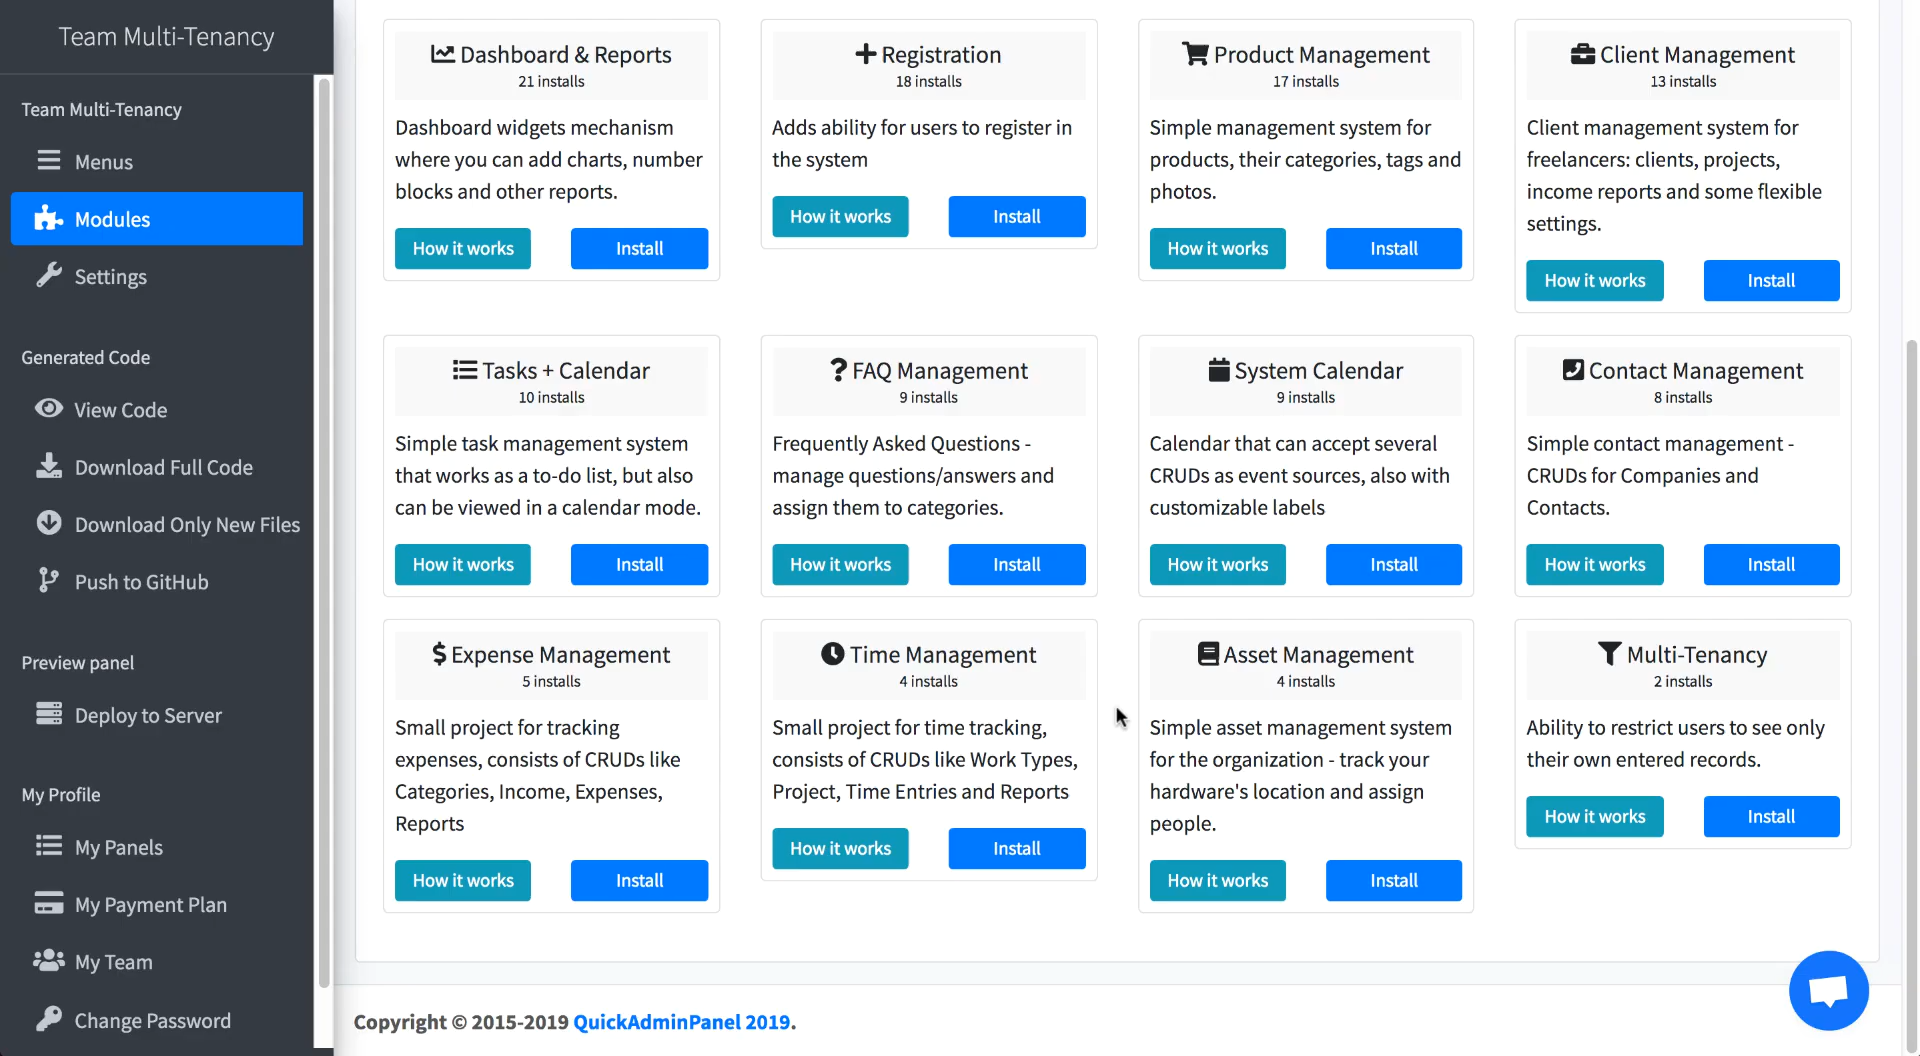 Team Multi-Tenancy
Team Multi-Tenancy
Menus
Modules
Settings
Generated Code
View Code
Download Full Code
Download Only New Files
Push to GitHub
Preview panel
Deploy to Server
My Profile
My Panels
My Payment Plan
My Team
Change Password
Dashboard & Reports
21 installs
Dashboard widgets mechanism
where you can add charts, number
blocks and other reports.
How it works
Install
Registration
18 installs
Adds ability for users to register in
the system
How it works
Install
Product Management
17 installs
Simple management system for
products, their categories, tags and
photos.
How it works
Install
Client Management
13 installs
Client management system for
freelancers: clients, projects,
income reports and some flexible
settings.
How it works
Install
Tasks + Calendar
10 installs
Simple task management system
that works as a to-do list, but also
can be viewed in a calendar mode.
How it works
Install
FAQ Management
9 installs
Frequently Asked Questions -
manage questions/answers and
assign them to categories.
How it works
Install
System Calendar
9 installs
Calendar that can accept several
CRUDs as event sources, also with
customizable labels
How it works
Install
Contact Management
8 installs
Simple contact management -
CRUDs for Companies and
Contacts.
How it works
Install
Expense Management
5 installs
Small project for tracking
expenses, consists of CRUDs like
Categories, Income, Expenses,
Reports
How it works
Install
Time Management
4 installs
Small project for time tracking,
consists of CRUDs like Work Types,
Project, Time Entries and Reports
How it works
Install
Asset Management
4 installs
Simple asset management system
for the organization - track your
hardware's location and assign
people.
How it works
Install
Multi-Tenancy
2 installs
Ability to restrict users to see only
their own entered records.
How it works
Install
Copyright © 2015-2019 QuickAdminPanel 2019.